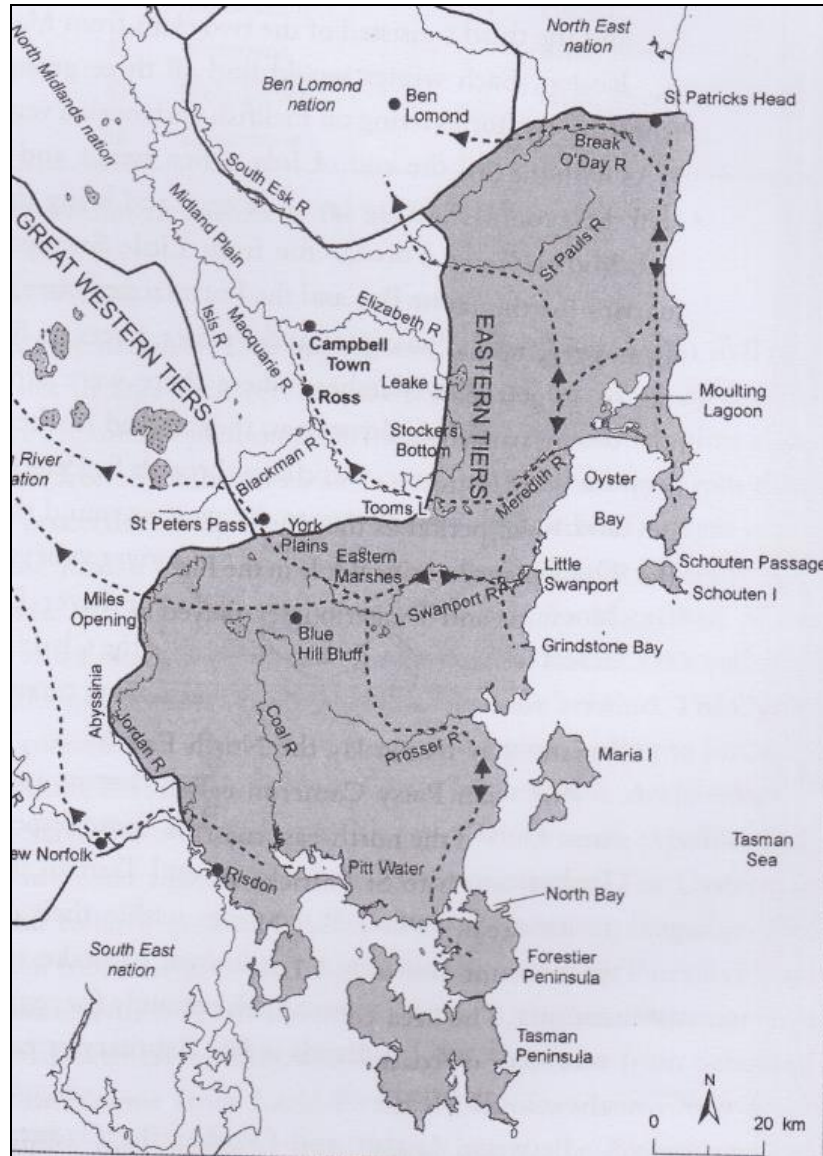 North East
nation
North Midlands nation
Ben Lomond
nation
Ben
Lomond
St Patricks Head
Break
O'Day R
South Esk R
Midland Plain
St Pauls R
GREAT WESTERN TIERS
Isis R
Macquarie R
Elizabeth R
Campbell
Town
EASTERN TIERS
Leake L
Ross
Moulting
Lagoon
Stockers
Bottom
Blackman R
Meredith R
River
nation
Tooms L
Oyster
Bay
St Peters Pass
York
Plains
Eastern
Marshes
Little
Swanport
Schouten Passage
Schouten I
Miles
Opening
L Swanport R
Blue
Hill Bluff
Grindstone Bay
Abyssinia
Jordan R
Coal R
Prosser R
Maria I
Tasman
Sea
ew Norfolk
Risdon
Pitt Water
North Bay
South East
nation
Forestier
Peninsula
Tasman
Peninsula
N
0 20 km